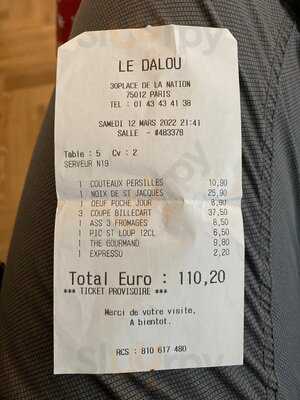 LE DALOU
30PLACE DE LA NATION
75012 PARIS
TEL : 01 43 43 41 38
SAMEDI 12 MARS 2022 21:41
SALLE - #483378
Table : 5 Cv : 2
SERVEUR N19
1 COUTEAUX PERSILLES 10,90
1 NOIX DE ST JACQUES 25,90
1 OEUF POCHE JOUR 8,90
3 COUPE BILLECART 37,50
1 ASS 3 FROMAGES 8,50
1 PIC ST LOUP 12CL 6,50
1 THE GOURMAND 9,80
1 EXPRESSO 2,20
Total Euro : 110,20
*** TICKET PROVISOIRE ***
Merci de votre visite,
A bientot.
RCS : 810 617 480